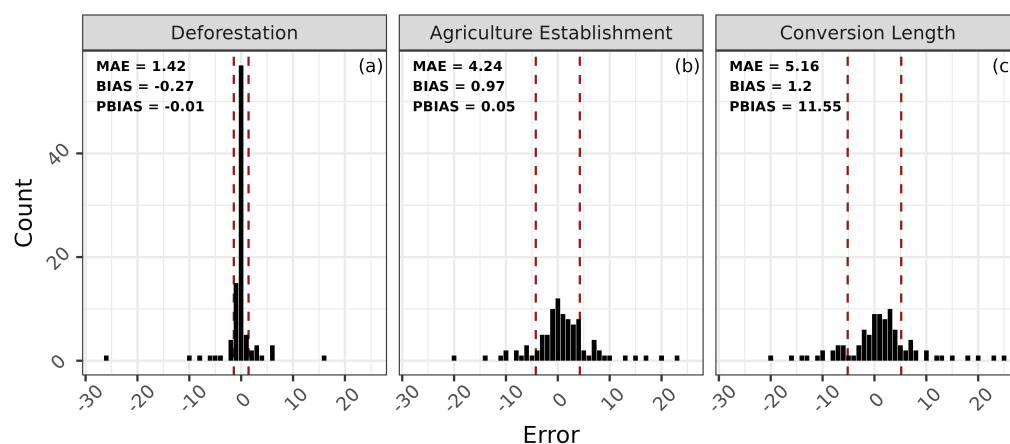 Deforestation
Agriculture Establishment
Conversion Length
MAE = 1.42
BIAS = -0.27
PBIAS = -0.01
(a)
MAE = 4.24
BIAS = 0.97
PBIAS = 0.05
(b)
MAE = 5.16
BIAS = 1.2
PBIAS = 11.55
(c
Count
40
20
0
-30 -20 -10 0 10 20
-30 -20 -10 0 10 20
-30 -20 -10 0 10 20
Error